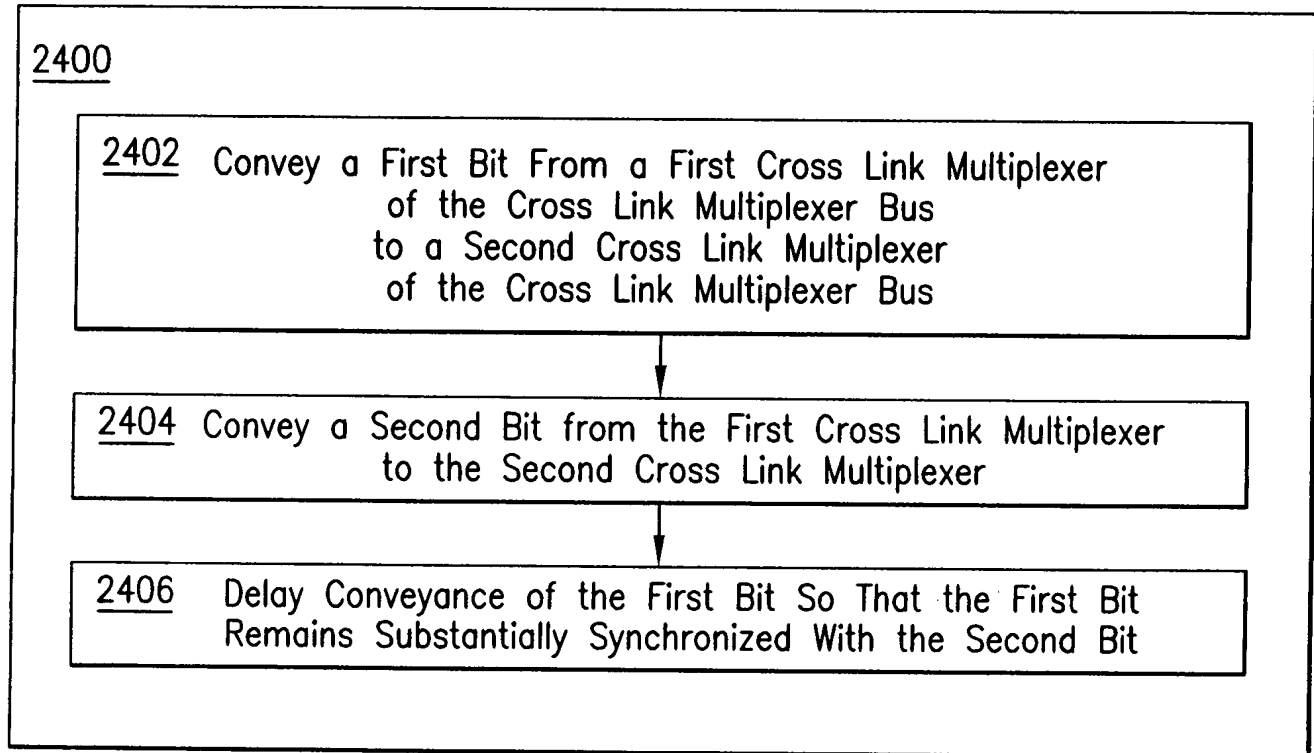 2400
2402 Convey a First Bit From a First Cross Link Multiplexer
of the Cross Link Multiplexer Bus
to a Second Cross Link Multiplexer
of the Cross Link Multiplexer Bus
2404 Convey a Second Bit from the First Cross Link Multiplexer
to the Second Cross Link Multiplexer
2406 Delay Conveyance of the First Bit So That the First Bit
Remains Substantially Synchronized With the Second Bit